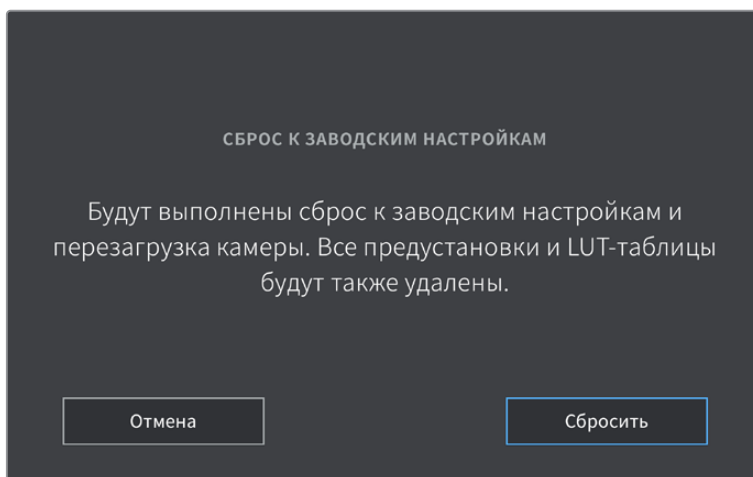 СБРОС К ЗАВОДСКИМ НАСТРОЙКАМ
Будут выполнены сброс к заводским настройкам и
перезагрузка камеры. Все предустановки и LUT-таблицы
будут также удалены.
Отмена
Сбросить